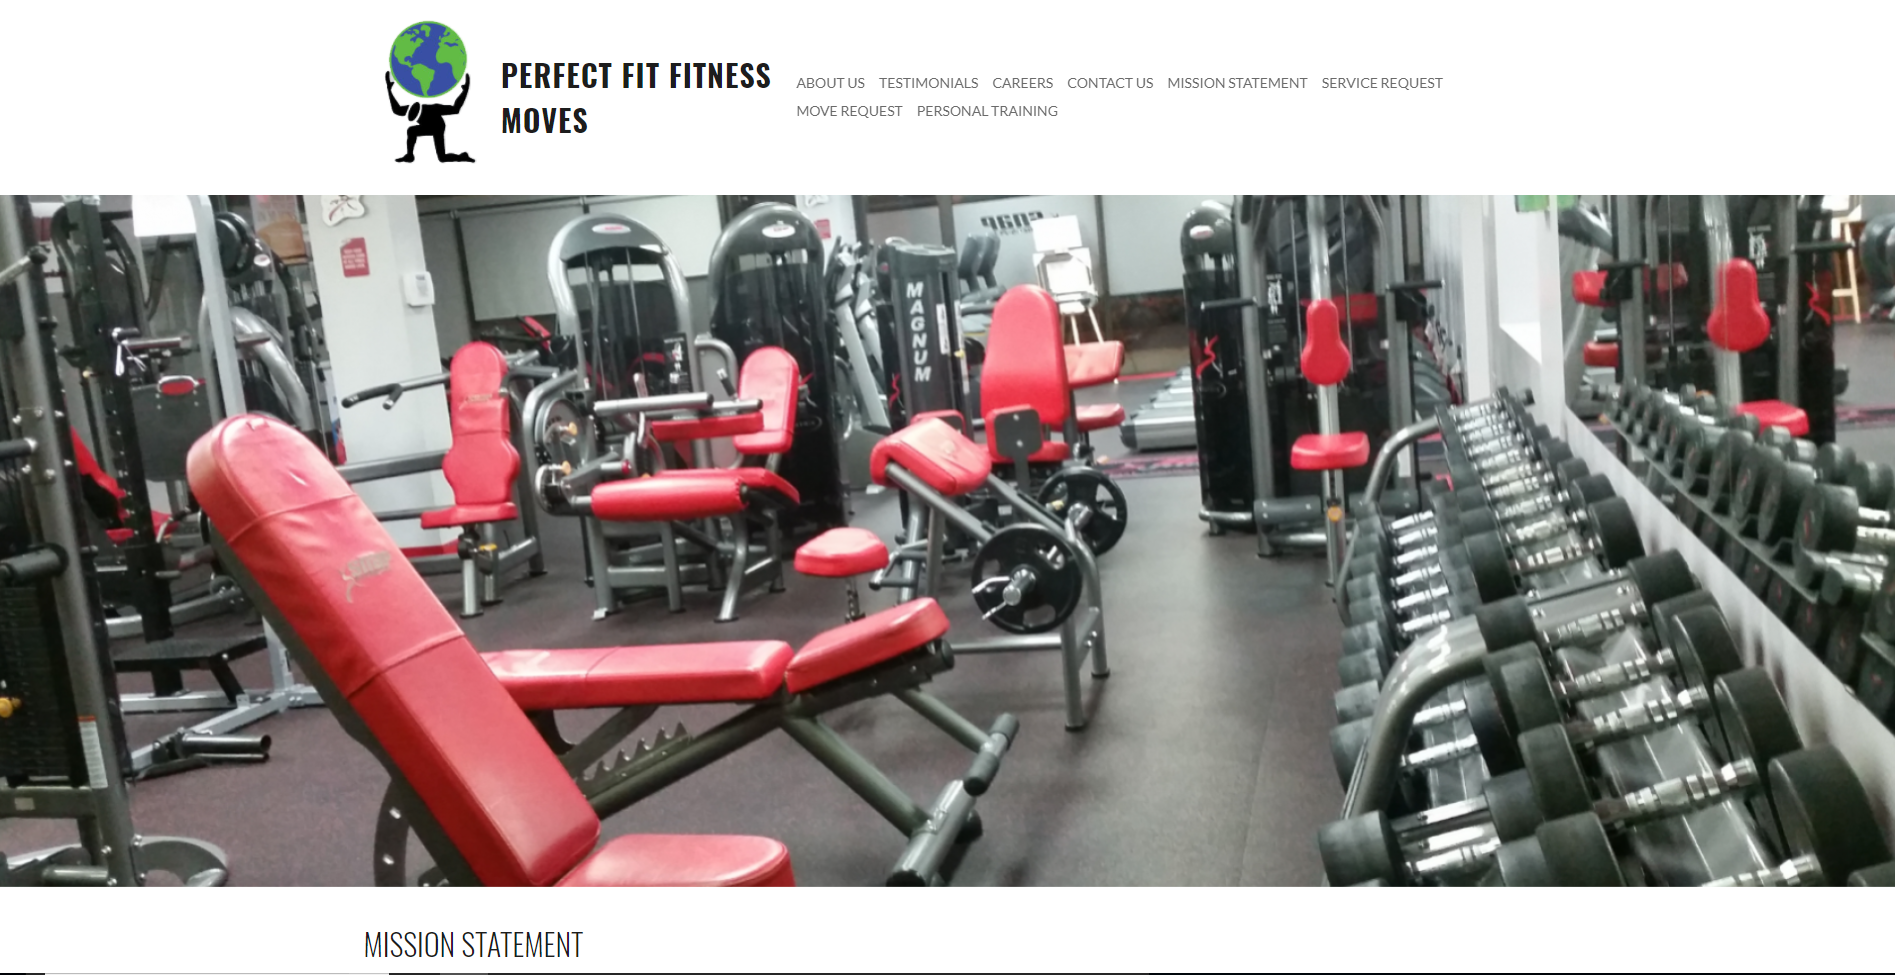 PERFECT FIT FITNESS
MOVES
ABOUT US TESTIMONIALS CAREERS CONTACT US MISSION STATEMENT SERVICE REQUEST
MOVE REQUEST PERSONAL TRAINING
MAGNUM
MISSION STATEMENT